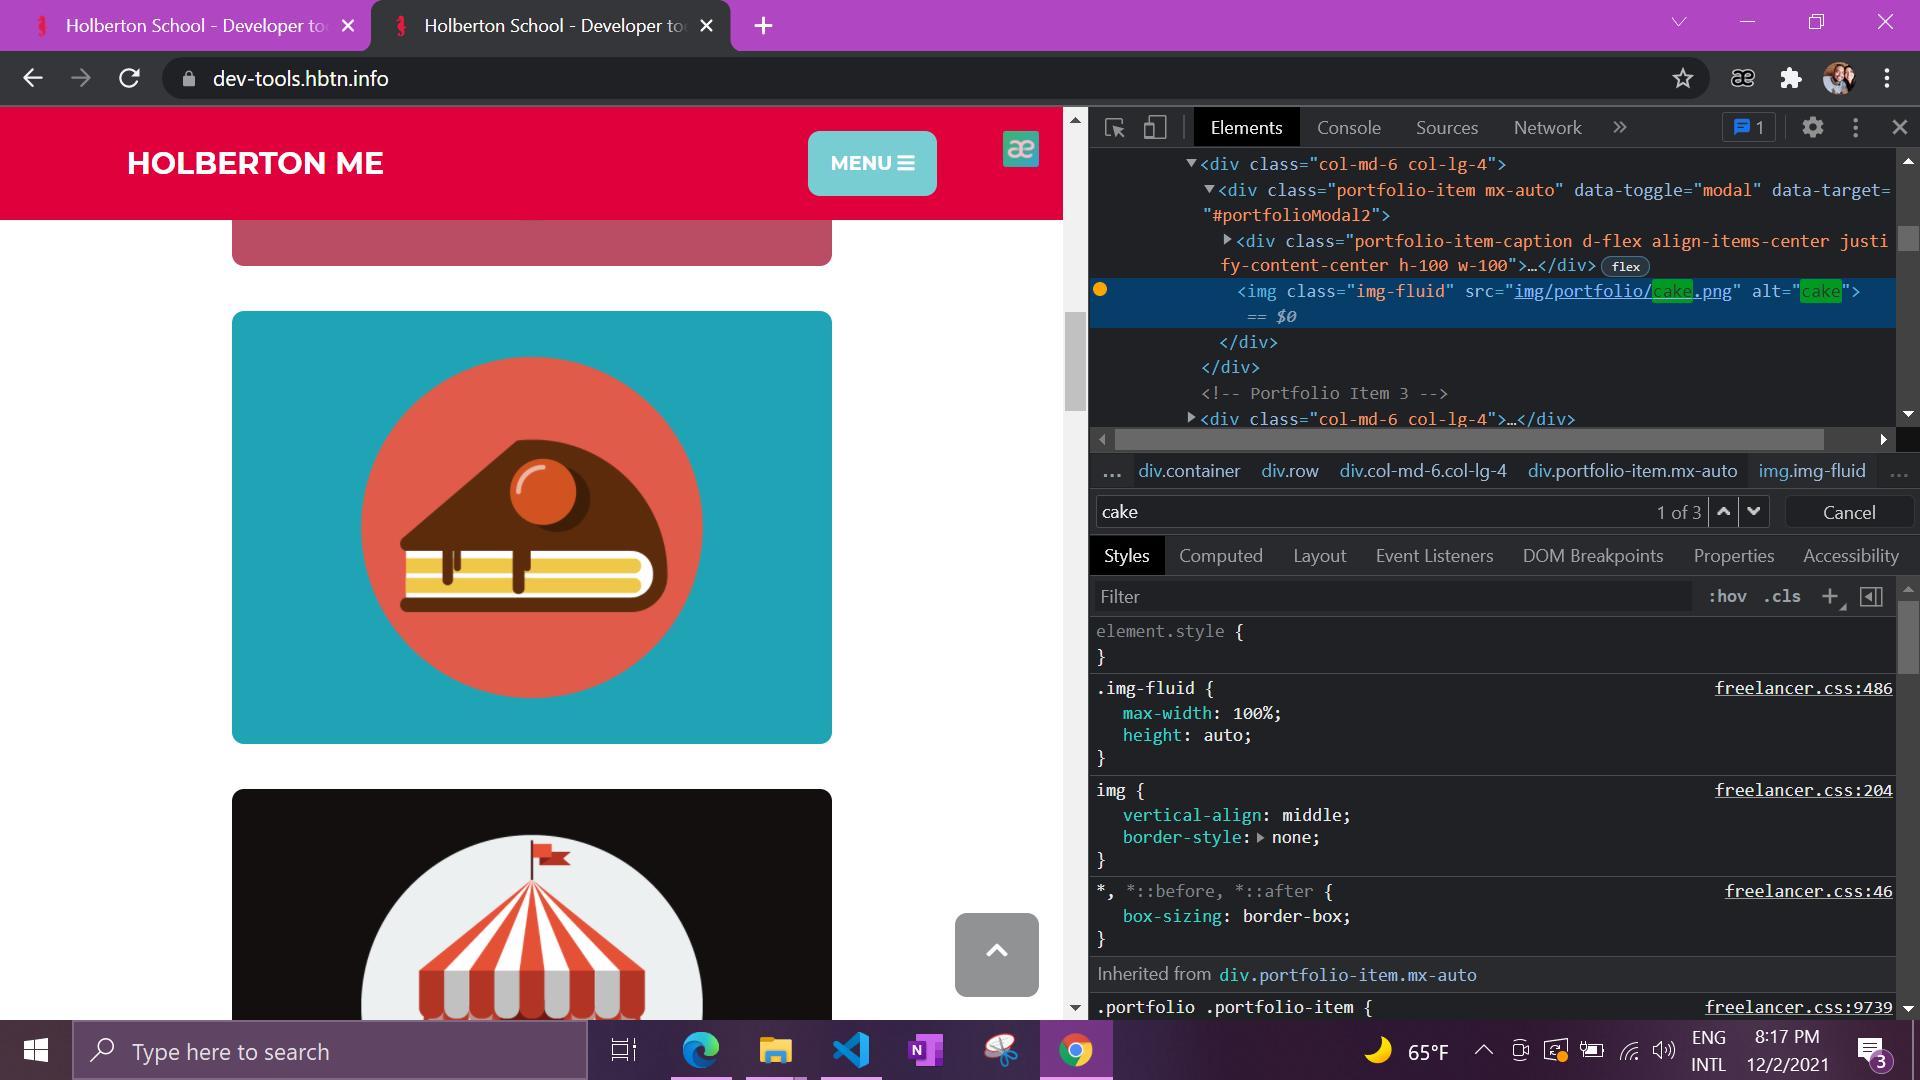 Holberton School - Developer to
Holberton School - Developer to
dev-tools.hbtn.info
æ
HOLBERTON ME
MENU
æ
Elements Console Sources Network » 1
<div class="col-md-6 col-lg-4">
<div class="portfolio-item mx-auto" data-toggle="modal" data-target=
"#portfolioModal2">
<div class="portfolio-item-caption d-flex align-items-center justi
fy-content-center h-100 w-100">…</div> flex
<img class="img-fluid" src="img/portfolio/cake.png" alt="cake">
== $0
</div>
</div>
<!-- Portfolio Item 3 -->
<div class="col-md-6 col-lg-4">…</div>
… div.container div.row div.col-md-6.col-lg-4 div.portfolio-item.mx-auto img.img-fluid …
cake 1 of 3 Cancel
Styles Computed Layout Event Listeners DOM Breakpoints Properties Accessibility
Filter :hov .cls +
element.style {
}
.img-fluid { freelancer.css:486
max-width: 100%;
height: auto;
}
img { freelancer.css:204
vertical-align: middle;
border-style: none;
}
*, *::before, *::after { freelancer.css:46
box-sizing: border-box;
}
Inherited from div.portfolio-item.mx-auto
.portfolio .portfolio-item { freelancer.css:9739
Type here to search
N
65°F
ENG
INTL
8:17 PM
12/2/2021
3